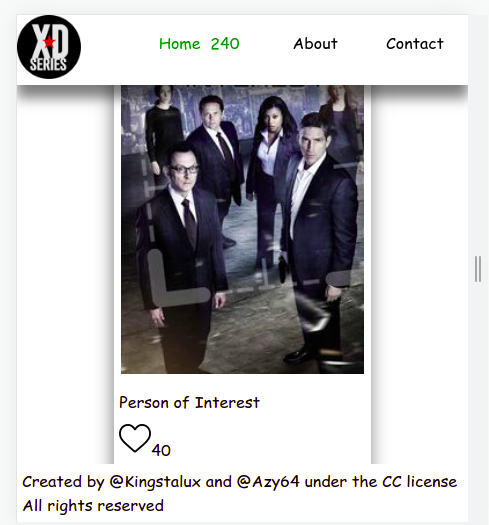 XD
SERIES
Home 240 About Contact
Person of Interest
40
Created by @Kingstalux and @Azy64 under the CC license
All rights reserved